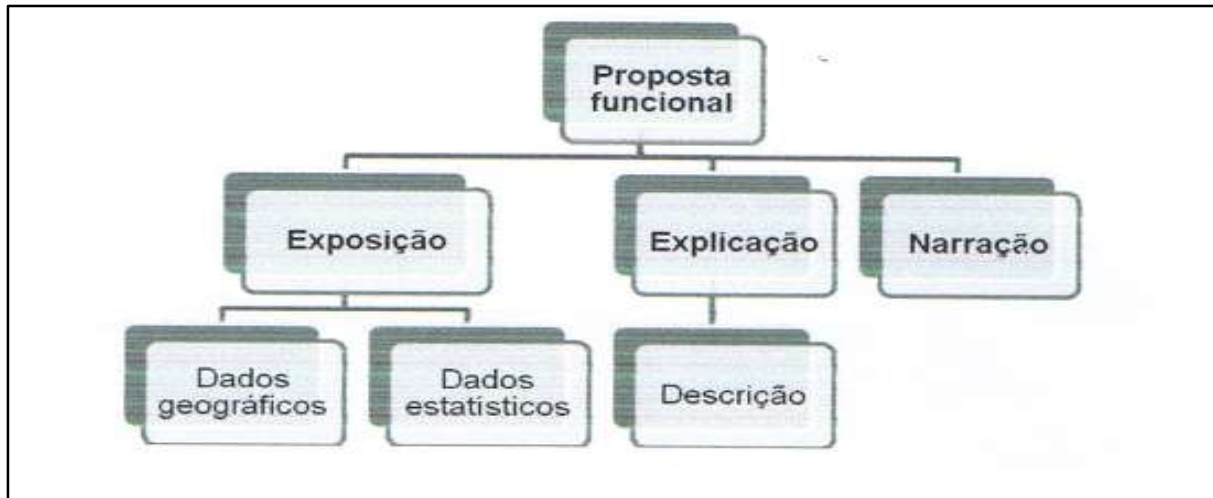 Proposta
funcional
Exposição
Explicação
Narração
Dados
geográficos
Dados
estatísticos
Descrição